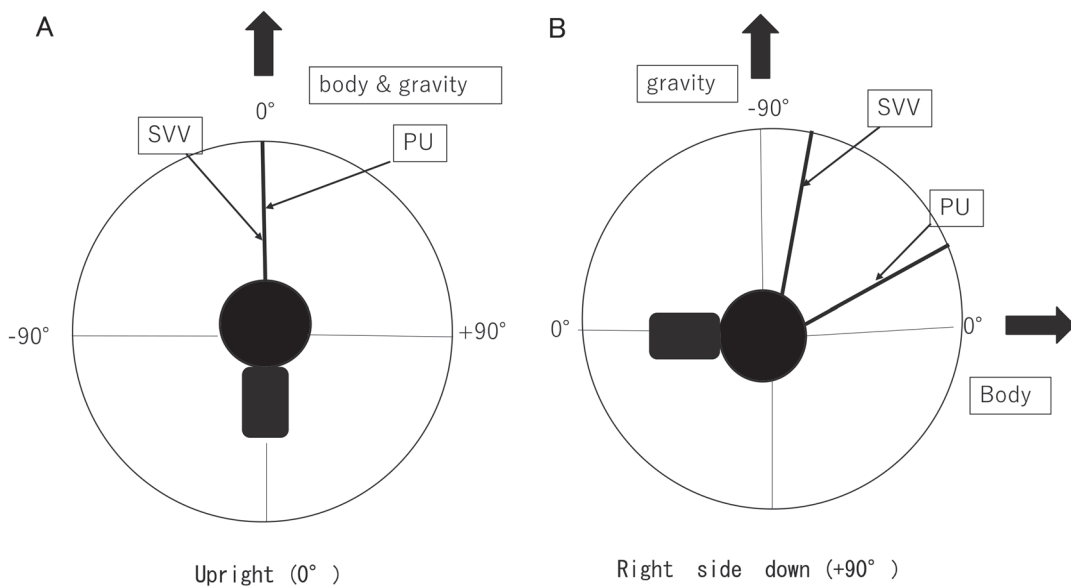 A
body & gravity
0°
SVV
PU
-90°
+90°
Upright (0°)
B
gravity
-90°
SVV
PU
0°
0°
Body
Right side down (+90°)